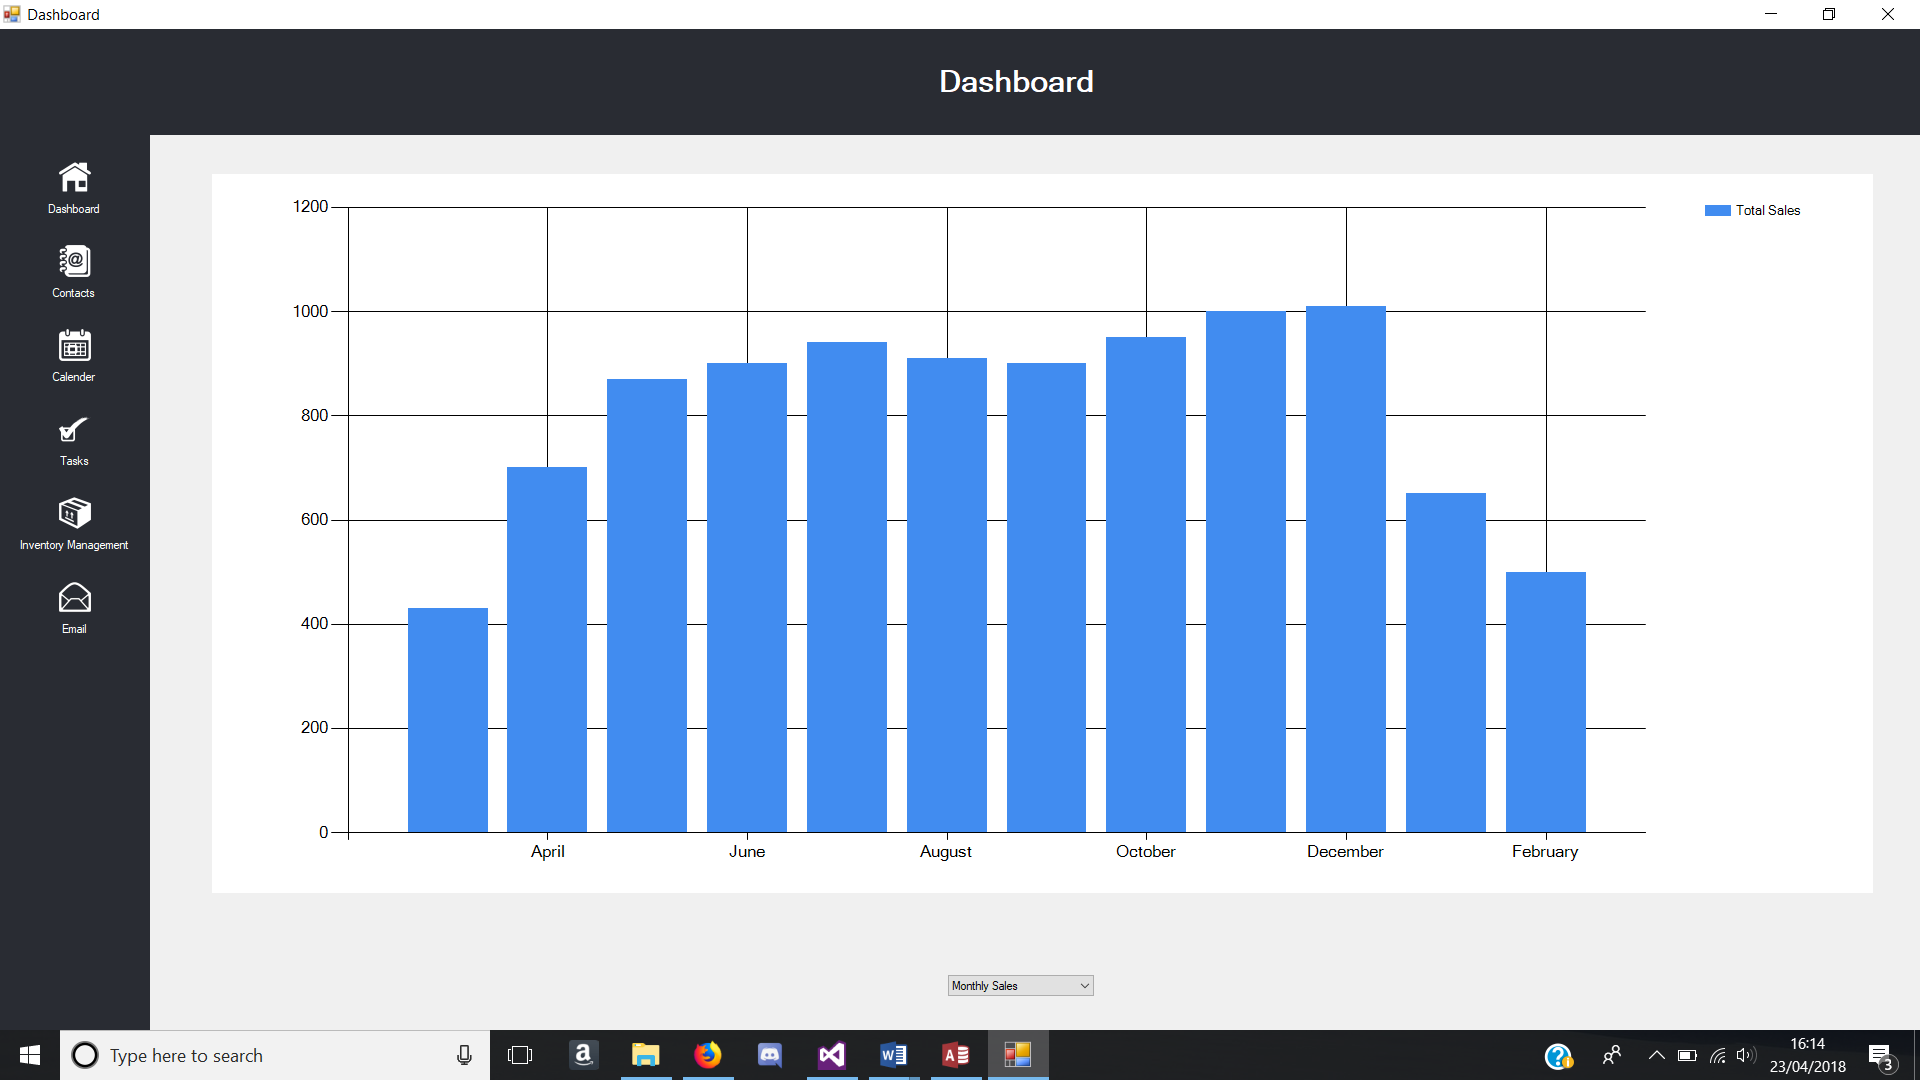 Dashboard
Dashboard
Dashboard
Contacts
Calender
Tasks
Inventory Management
Email
1200
1000
800
600
400
200
0
April June August October December February
Total Sales
Monthly Sales
Type here to search
16:14
23/04/2018
3